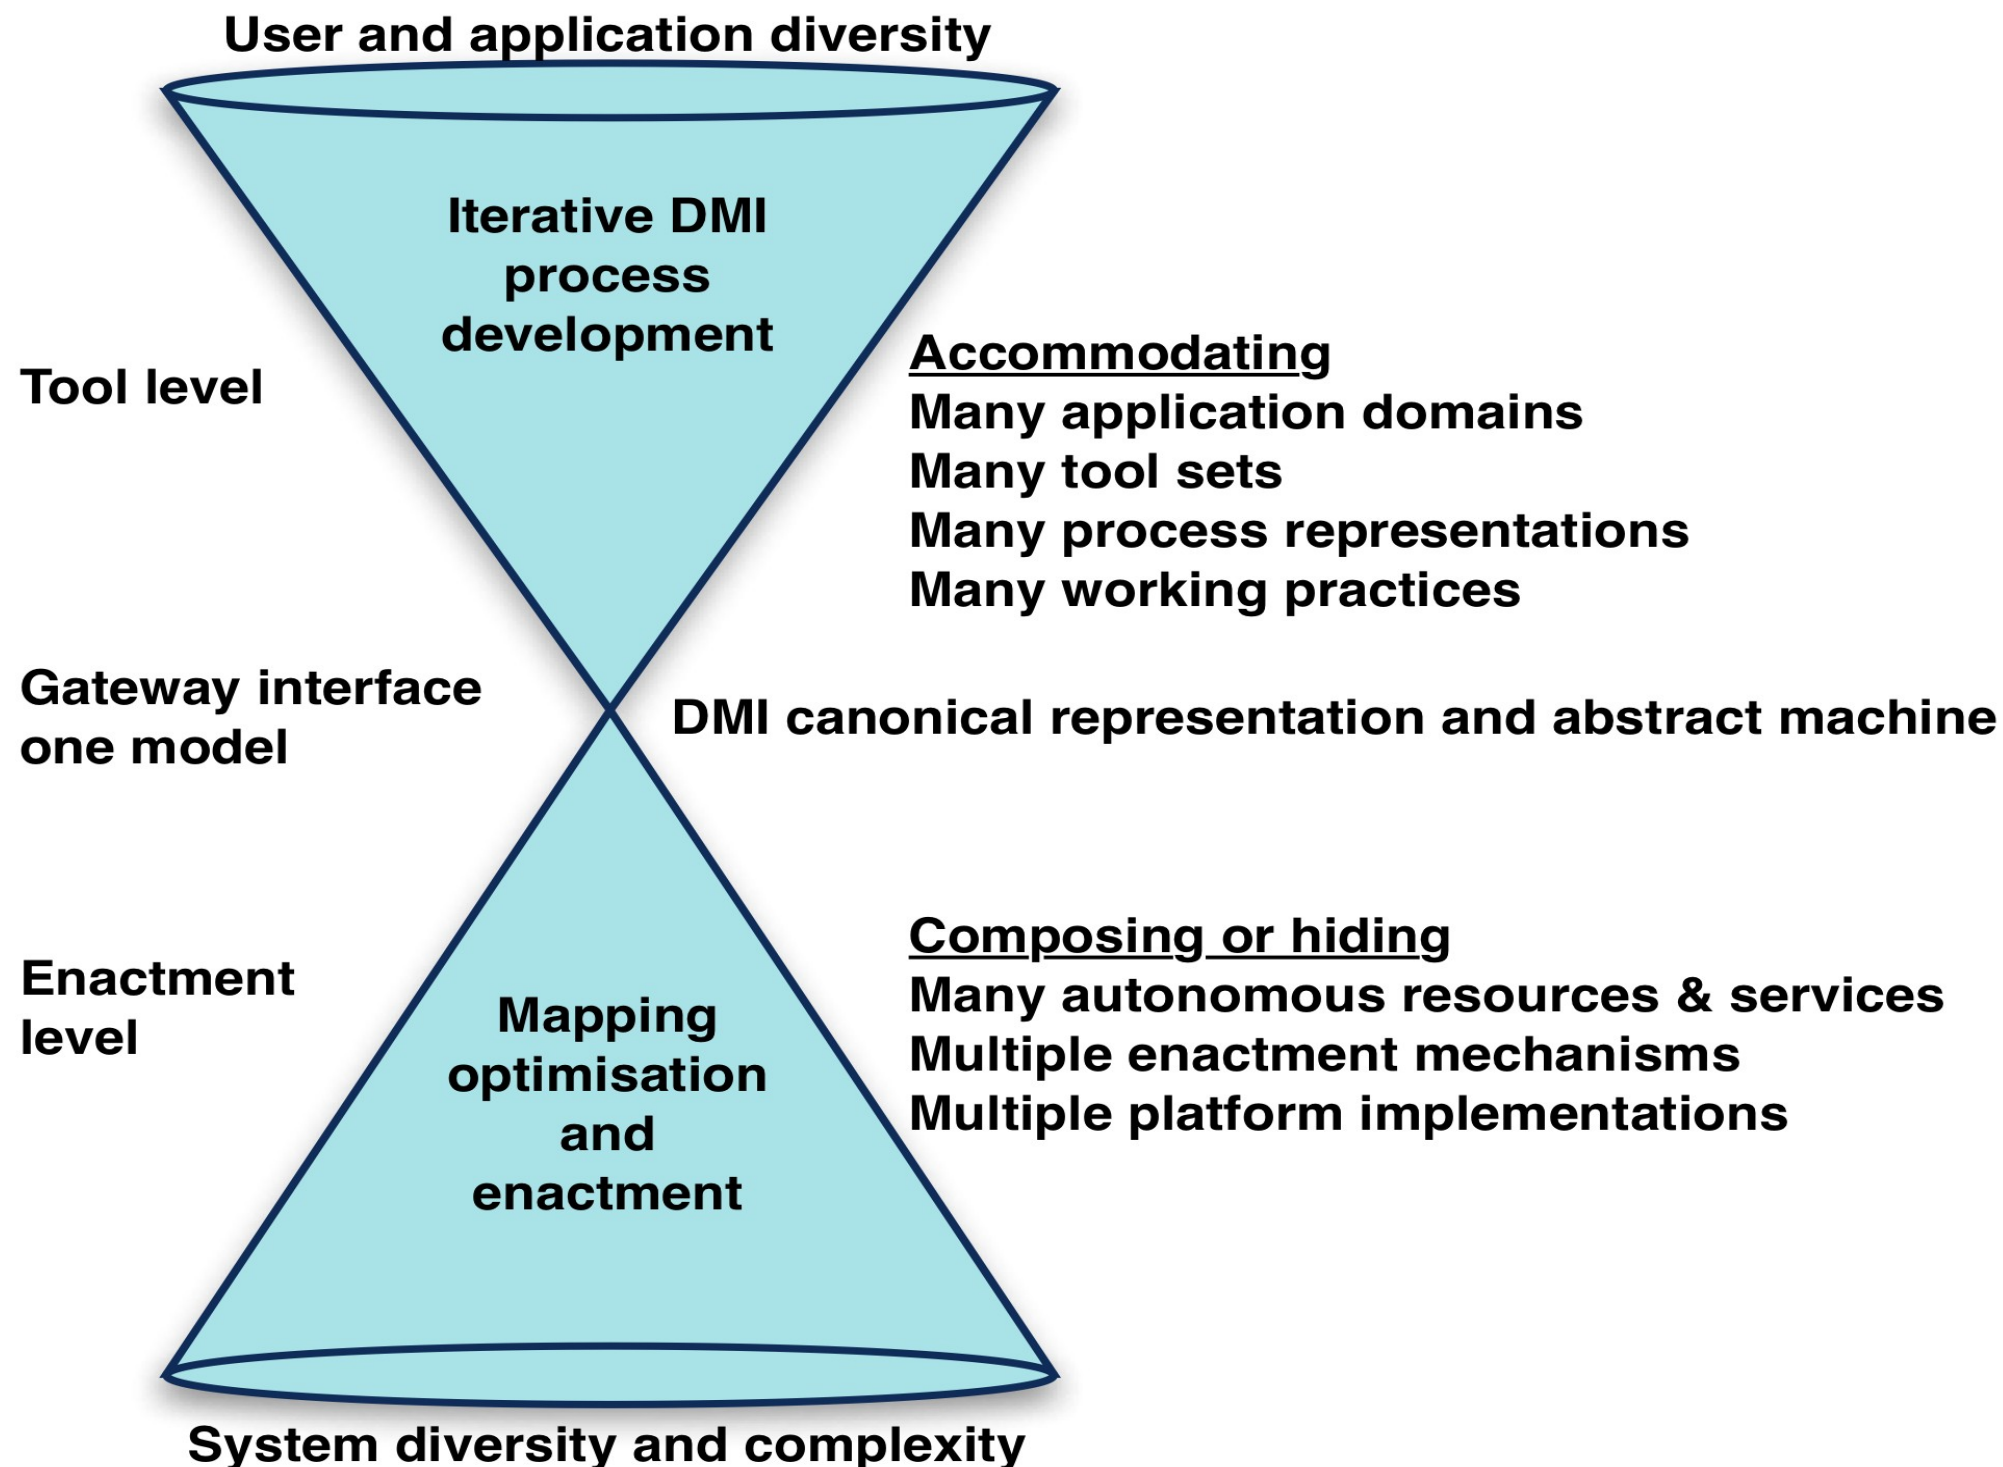 User and application diversity
Iterative DMI
process
development
Tool level
Accommodating
Many application domains
Many tool sets
Many process representations
Many working practices
Gateway interface
one model
DMI canonical representation and abstract machine
Enactment
level
Mapping
optimisation
and
enactment
Composing or hiding
Many autonomous resources & services
Multiple enactment mechanisms
Multiple platform implementations
System diversity and complexity